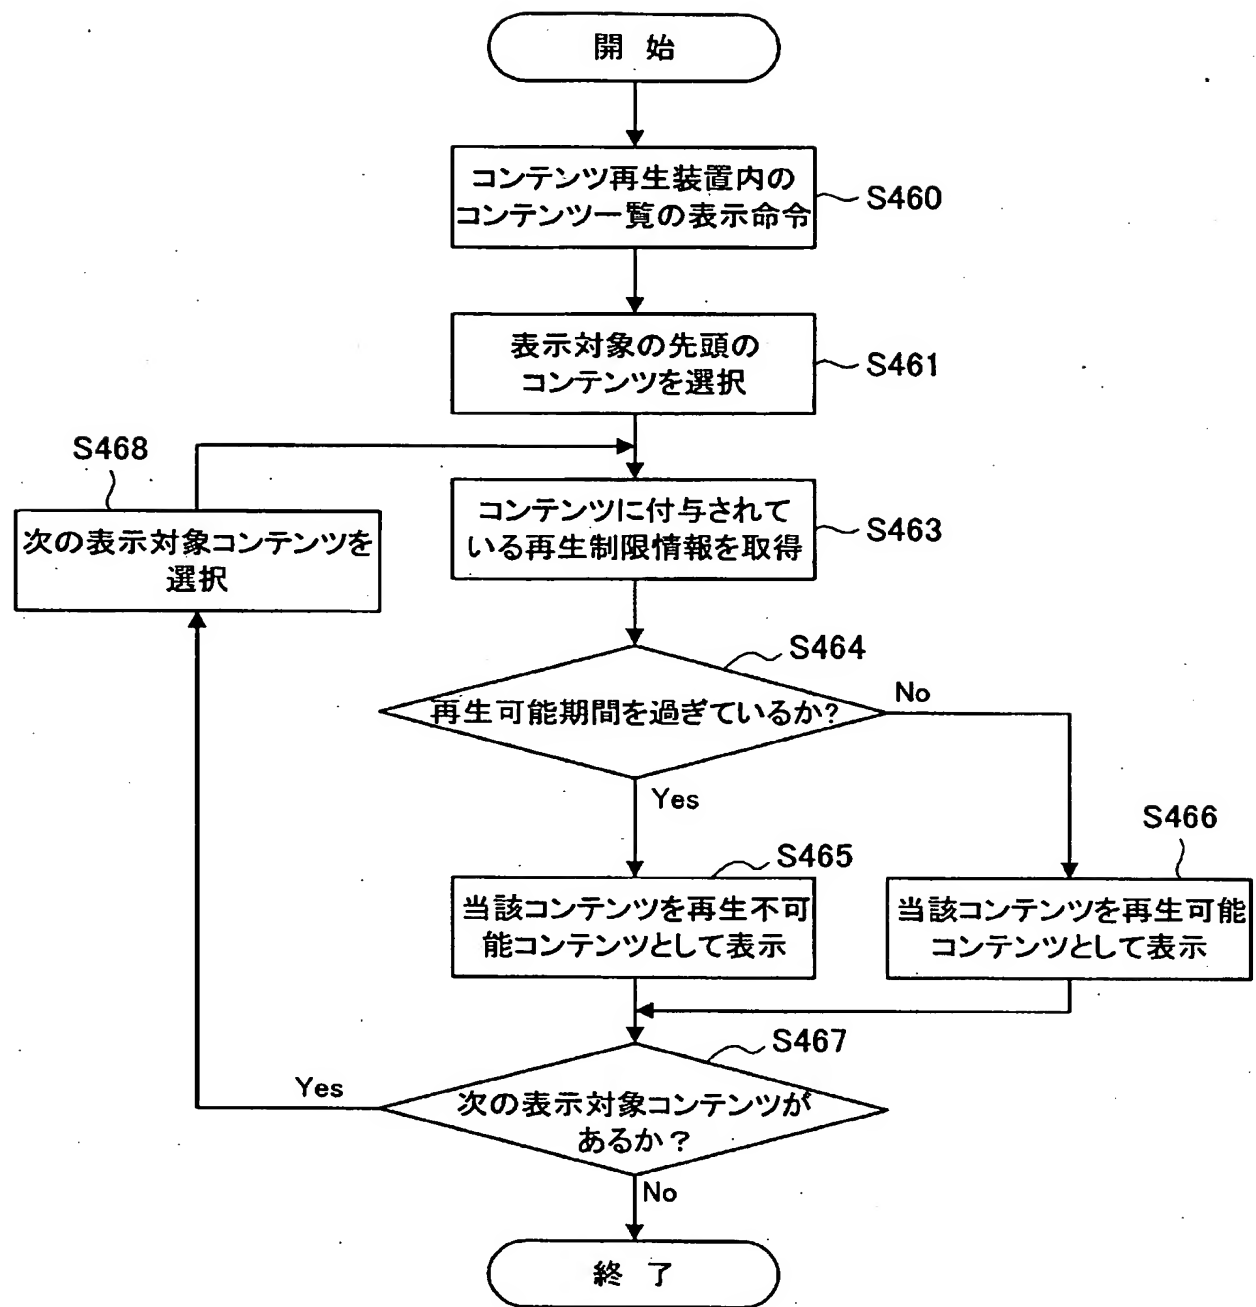 開始
コンテンツ再生装置内の
コンテンツ一覧の表示命令
S460
表示対象の先頭の
コンテンツを選択
S461
S468
次の表示対象コンテンツを
選択
コンテンツに付与されて
いる再生制限情報を取得
S463
S464
再生可能期間を過ぎているか?
No
Yes
S465
当該コンテンツを再生不可
能コンテンツとして表示
S466
当該コンテンツを再生可能
コンテンツとして表示
S467
次の表示対象コンテンツが
あるか?
Yes
No
終了